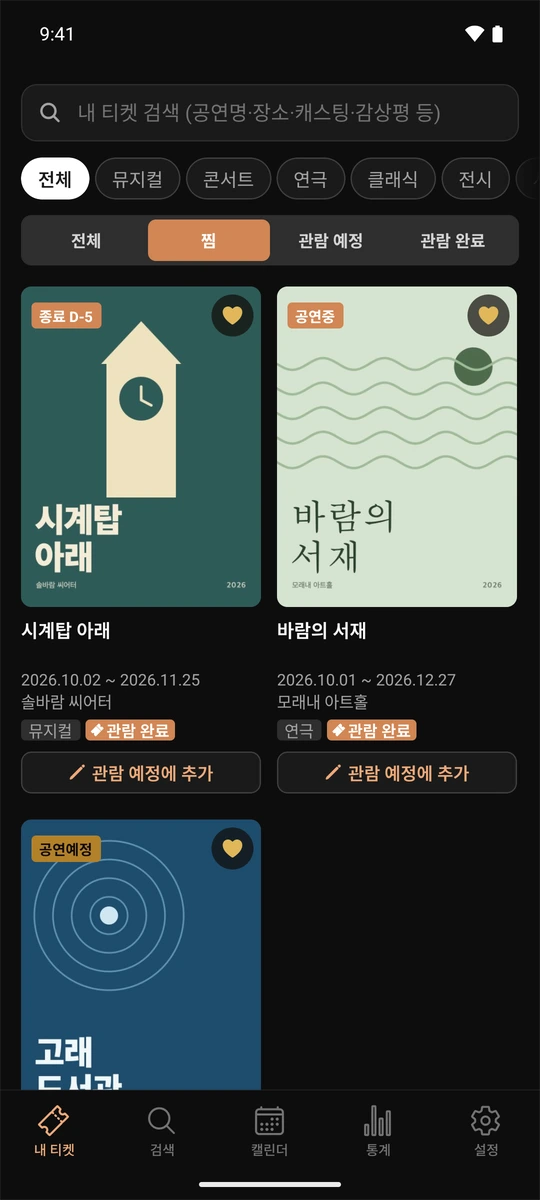 9:41
내 티켓 검색 (공연명·장소·캐스팅·감상평 등)
전체 뮤지컬 콘서트 연극 클래식 전시
전체 찜 관람 예정 관람 완료
종료 D-5
시계탑
아래
솔바람 씨어터 2026
공연중
바람의
서재
모래내 아트홀 2026
시계탑 아래
2026.10.02 ~ 2026.11.25
솔바람 씨어터
뮤지컬 관람 완료
관람 예정에 추가
바람의 서재
2026.10.01 ~ 2026.12.27
모래내 아트홀
연극 관람 완료
관람 예정에 추가
공연예정
고래
도서관
내 티켓 검색 캘린더 통계 설정